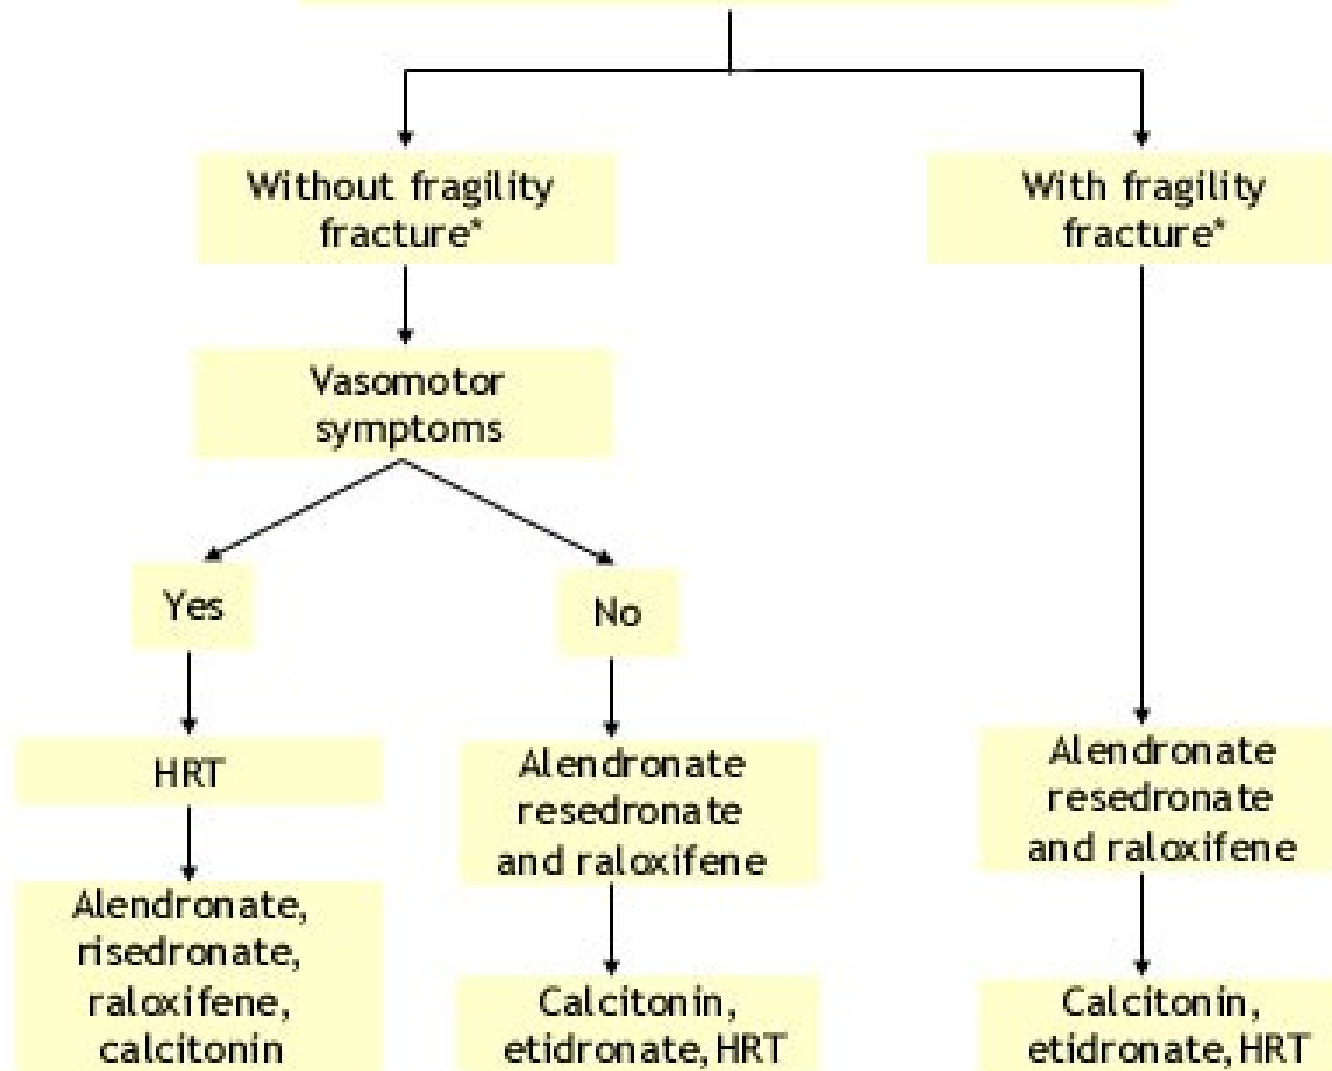 Without fragility
fracture*
With fragility
fracture*
Vasomotor
symptoms
Yes
No
HRT
Alendronate
resedronate
and raloxifene
Alendronate
resedronate
and raloxifene
Alendronate,
risedronate,
raloxifene,
calcitonin
Calcitonin,
etidronate, HRT
Calcitonin,
etidronate, HRT